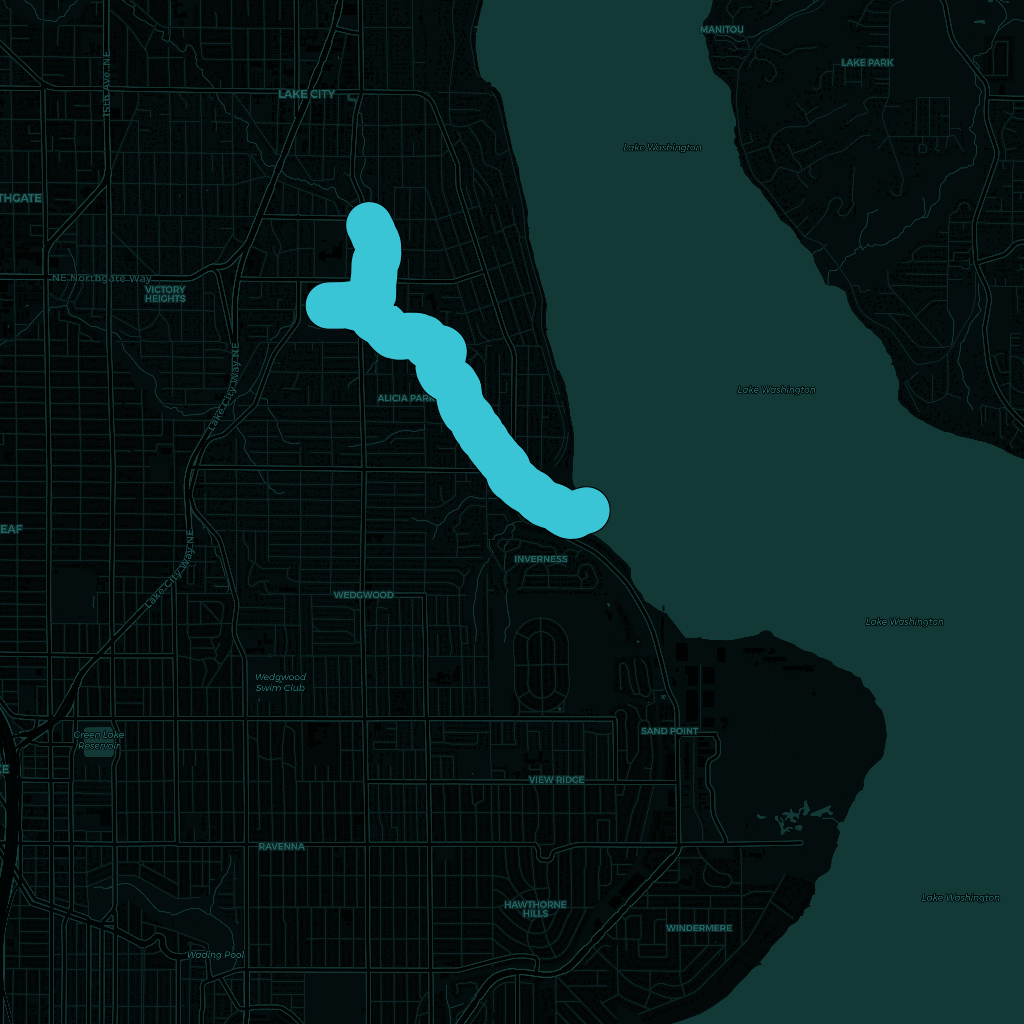 MANITOU
LAKE PARK
15th Ave. NE
LAKE CITY
Lake Washington
THGATE
NE Northgate Way
VICTORY
HEIGHTS
Lake City Way NE
ALICIA PARK
Lake Washington
EAF
Lake City Way NE
INVERNESS
WEDGWOOD
Lake Washington
Wedgwood
Swim Club
Green Lake
Reservoir
SAND POINT
KE
VIEW RIDGE
RAVENNA
Lake Washington
HAWTHORNE
HILLS
WINDERMERE
Wading Pool